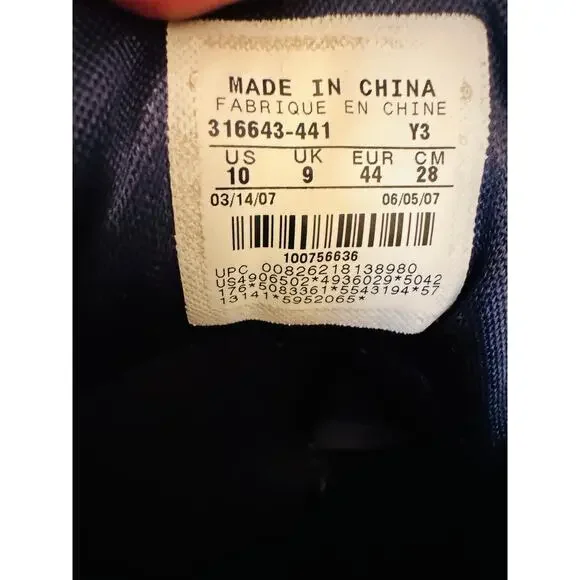 MADE IN CHINA
FABRIQUE EN CHINE
316643-441 Y3
US UK EUR CM
10 9 44 28
03/14/07 06/05/07
100756636
UPC 00826218138980
US4906502*4936029*5042
176*5083361*5543194*57
13141*5952065*